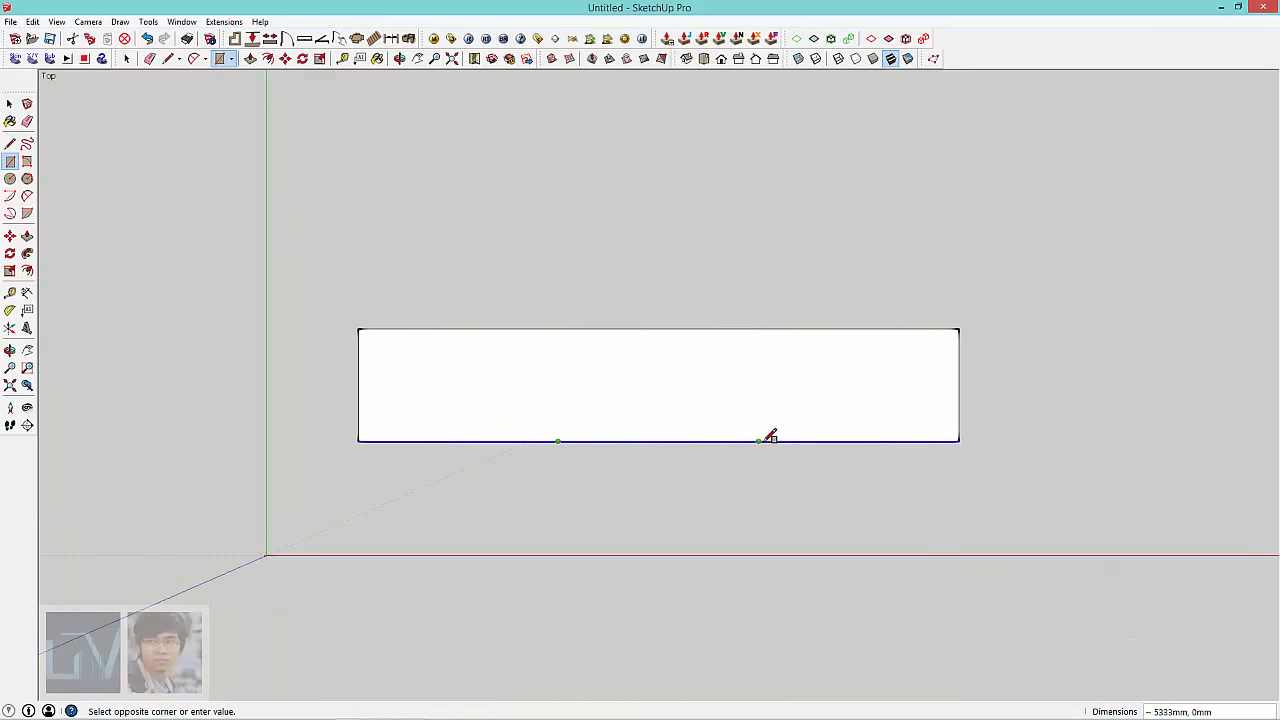 Untitled - SketchUp Pro
File Edit View Camera Draw Tools Window Extensions Help
Top
Select opposite corner or enter value.
Dimensions ~ 5333mm, 0mm